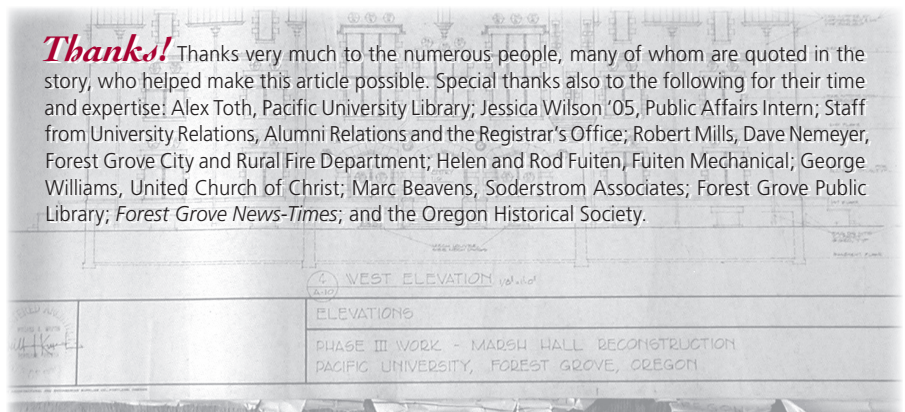 Thanks! Thanks very much to the numerous people, many of whom are quoted in the
story, who helped make this article possible. Special thanks also to the following for their time
and expertise: Alex Toth, Pacific University Library; Jessica Wilson ‘05, Public Affairs Intern; Staff
from University Relations, Alumni Relations and the Registrar’s Office; Robert Mills, Dave Nemeyer,
Forest Grove City and Rural Fire Department; Helen and Rod Fuiten, Fuiten Mechanical; George
Williams, United Church of Christ; Marc Beavens, Soderstrom Associates; Forest Grove Public
Library; Forest Grove News-Times; and the Oregon Historical Society.
4 WEST ELEVATION
ELEVATIONS
PHASE III WORK - MARSH HALL RECONSTRUCTION
PACIFIC UNIVERSITY, FOREST GROVE, OREGON